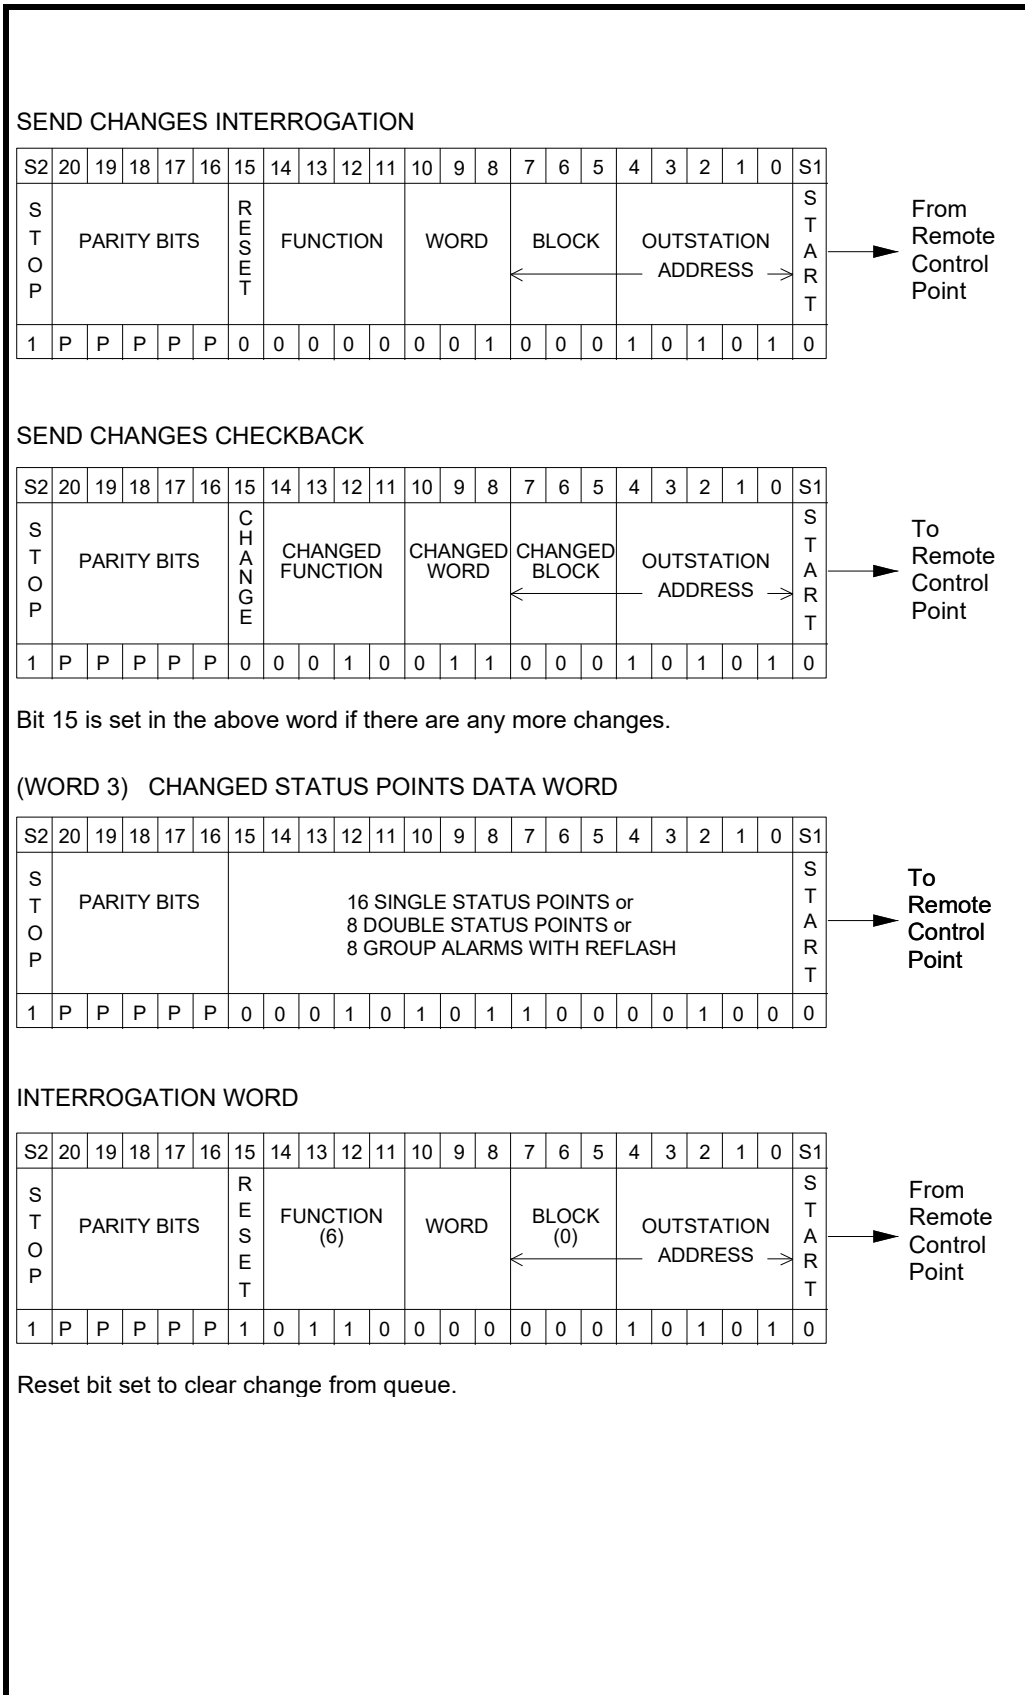 SEND CHANGES INTERROGATION
S2 20 19 18 17 16 15 14 13 12 11 10 9 8 7 6 5 4 3 2 1 0 S1
STOP PARITY BITS RESET FUNCTION WORD BLOCK OUTSTATION ADDRESS START
1 P P P P P 0 0 0 0 0 0 0 1 0 0 0 1 0 1 0 1 0
From
Remote
Control
Point
SEND CHANGES CHECKBACK
S2 20 19 18 17 16 15 14 13 12 11 10 9 8 7 6 5 4 3 2 1 0 S1
STOP PARITY BITS CHANGE CHANGED FUNCTION CHANGED WORD CHANGED BLOCK OUTSTATION ADDRESS START
1 P P P P P 0 0 0 1 0 0 1 1 0 0 0 1 0 1 0 1 0
To
Remote
Control
Point
Bit 15 is set in the above word if there are any more changes.
(WORD 3) CHANGED STATUS POINTS DATA WORD
S2 20 19 18 17 16 15 14 13 12 11 10 9 8 7 6 5 4 3 2 1 0 S1
STOP PARITY BITS START
16 SINGLE STATUS POINTS or
8 DOUBLE STATUS POINTS or
8 GROUP ALARMS WITH REFLASH
1 P P P P P 0 0 0 1 0 1 0 1 1 0 0 0 0 1 0 0 0
To
Remote
Control
Point
INTERROGATION WORD
S2 20 19 18 17 16 15 14 13 12 11 10 9 8 7 6 5 4 3 2 1 0 S1
STOP PARITY BITS RESET FUNCTION (6) WORD BLOCK (0) OUTSTATION ADDRESS START
1 P P P P P 1 0 1 1 0 0 0 0 0 0 0 1 0 1 0 1 0
From
Remote
Control
Point
Reset bit set to clear change from queue.